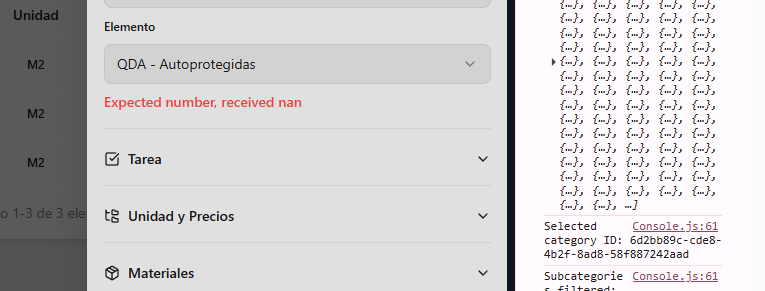 Unidad
M2
M2
M2
o 1-3 de 3 ele
Elemento
QDA - Autoprotegidas
Expected number, received nan
Tarea
Unidad y Precios
Materiales
{…}, {…}, {…}, {…}, {…},
{…}, {…}, {…}, {…}, {…},
{…}, {…}, {…}, {…}, {…},
{…}, {…}, {…}, {…}, {…},
{…}, {…}, {…}, {…}, {…},
{…}, {…}, {…}, {…}, {…},
{…}, {…}, {…}, {…}, {…},
{…}, {…}, {…}, {…}, {…},
{…}, {…}, {…}, {…}, {…},
{…}, {…}, {…}, {…}, {…},
{…}, {…}, {…}, {…}, {…},
{…}, {…}, {…}, {…}, {…},
{…}, {…}, {…}, {…}, {…},
{…}, {…}, {…}, {…}, {…},
{…}, {…}, …]
Selected Console.js:61
category ID: 6d2bb89c-cde8-
4b2f-8ad8-58f887242aad
Subcategorie Console.js:61
s filtered: